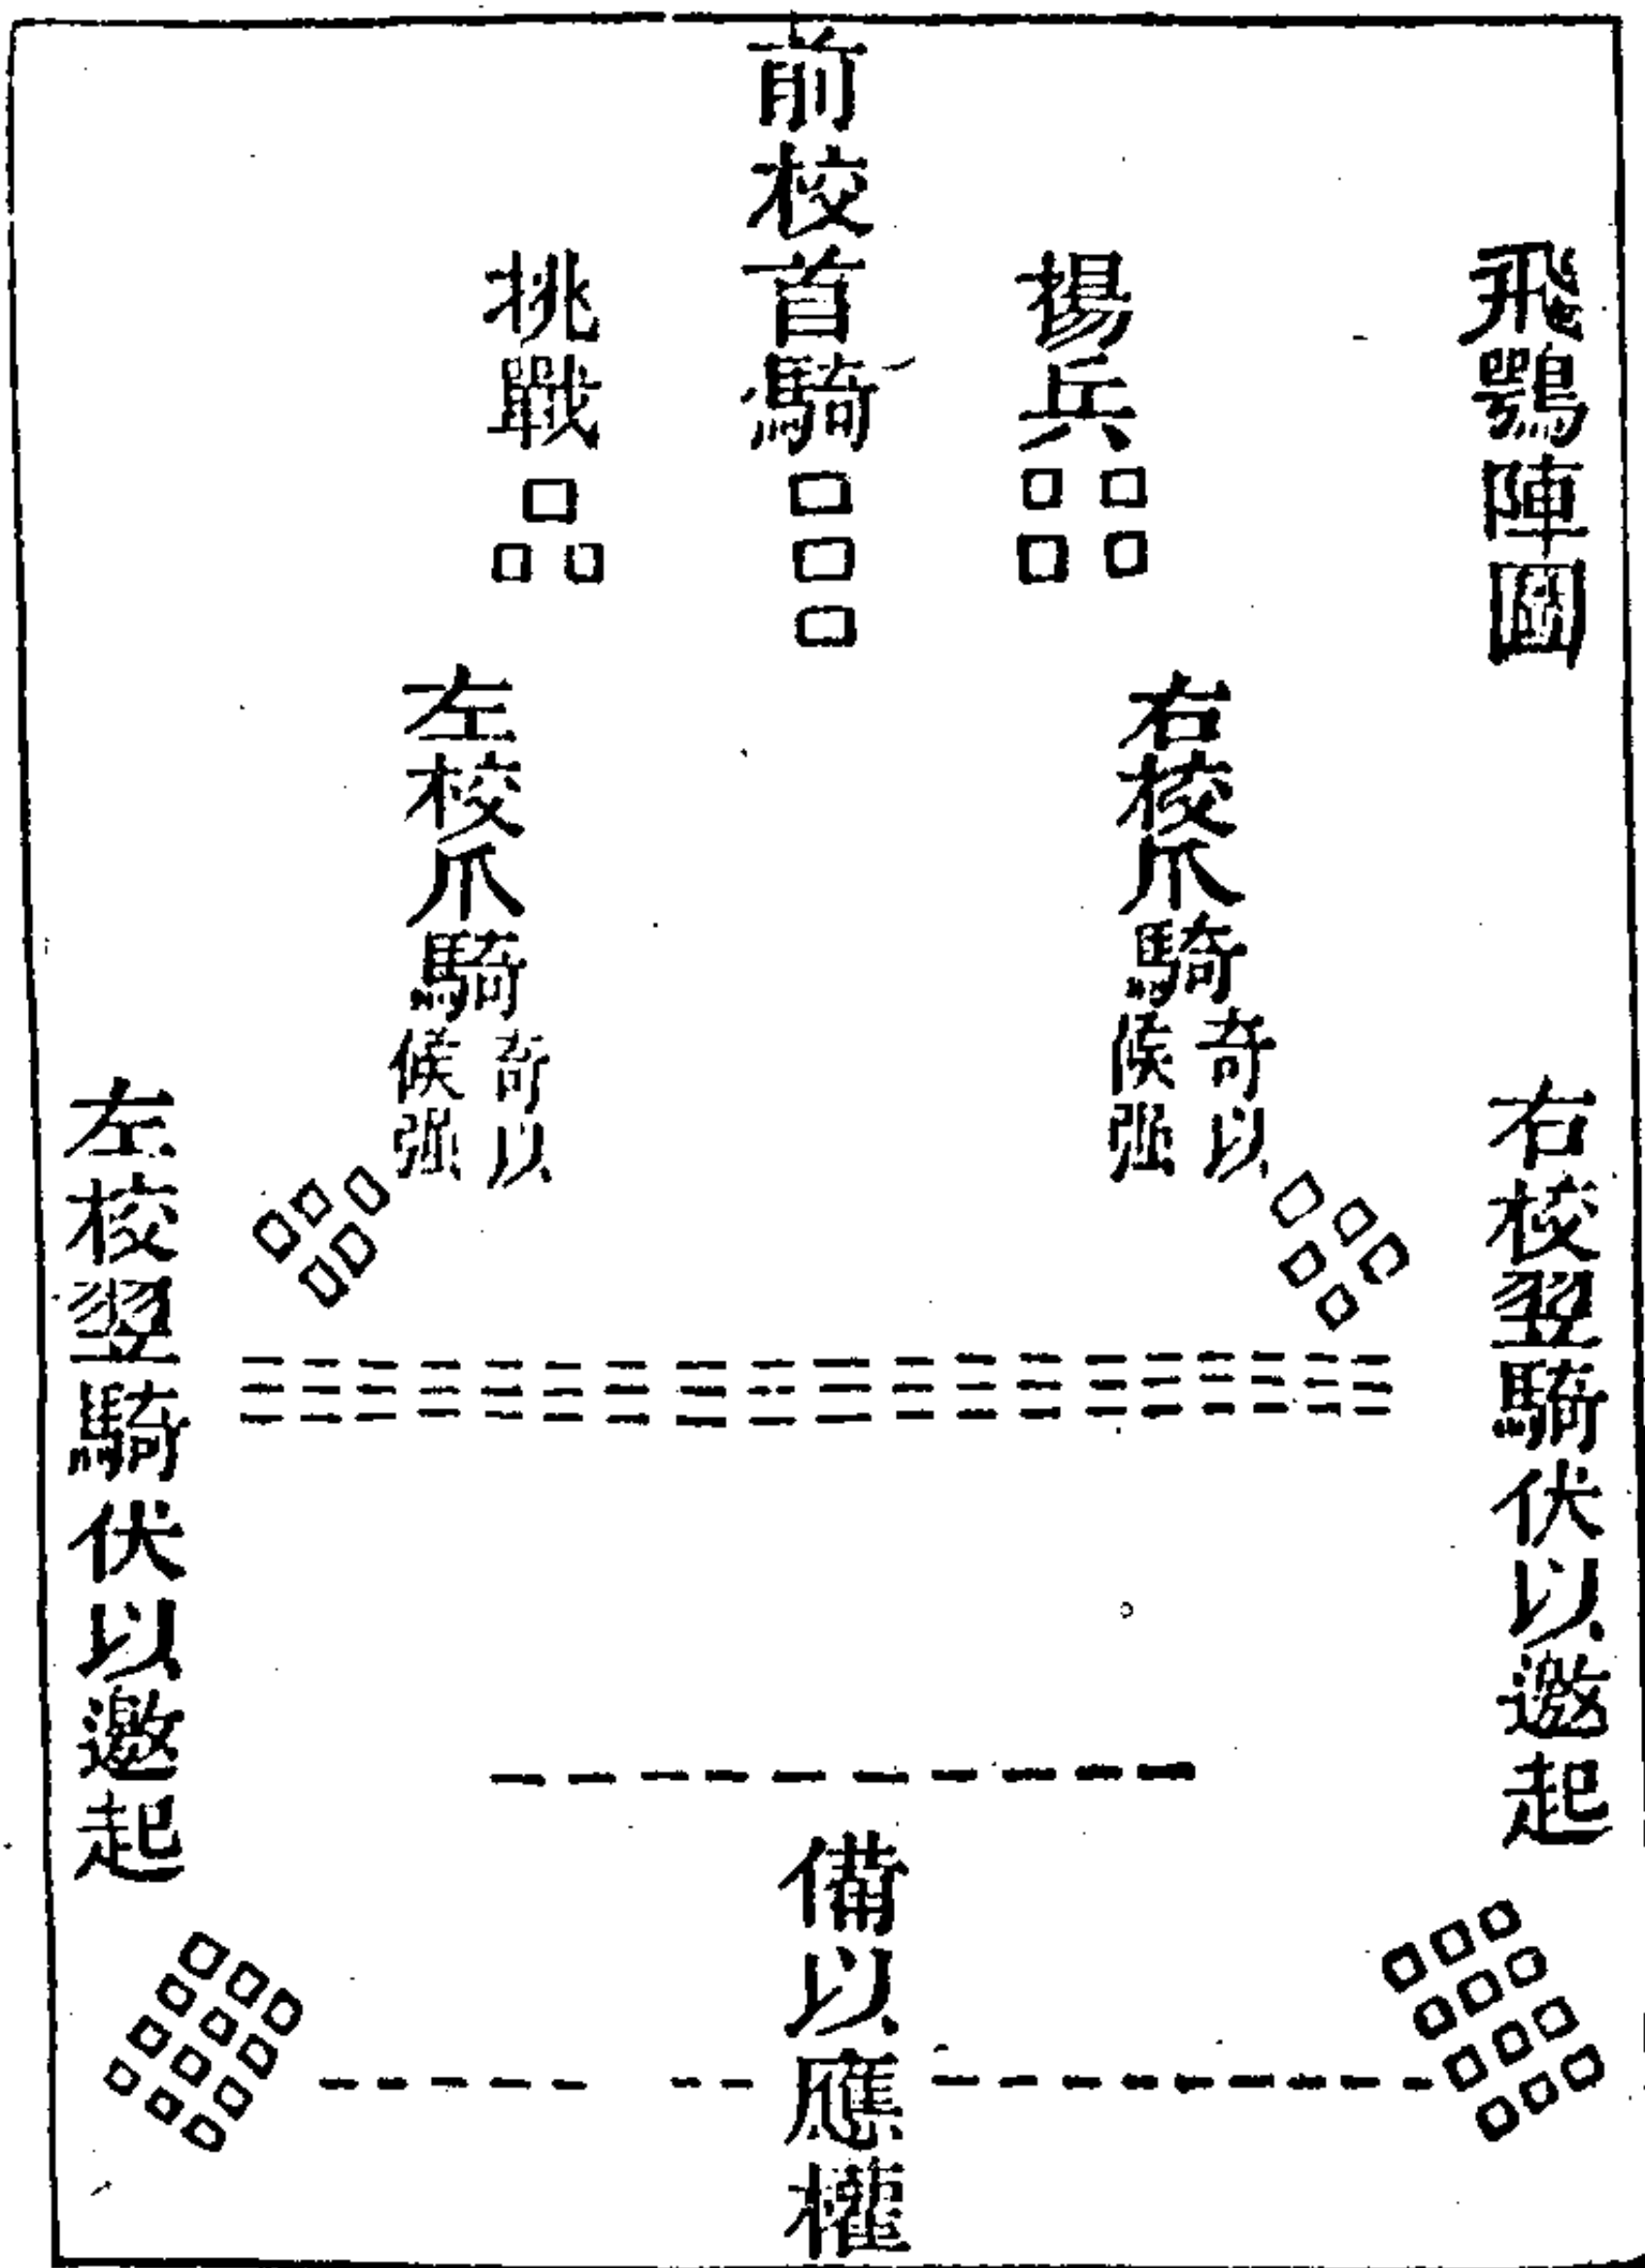 飛鶚陣圖
揚兵
前校首騎
挑戰
右校爪騎奇以候强
左校爪騎奇以候强
右校翌騎伏以邀起
左校翌騎伏以邀起
備以應權